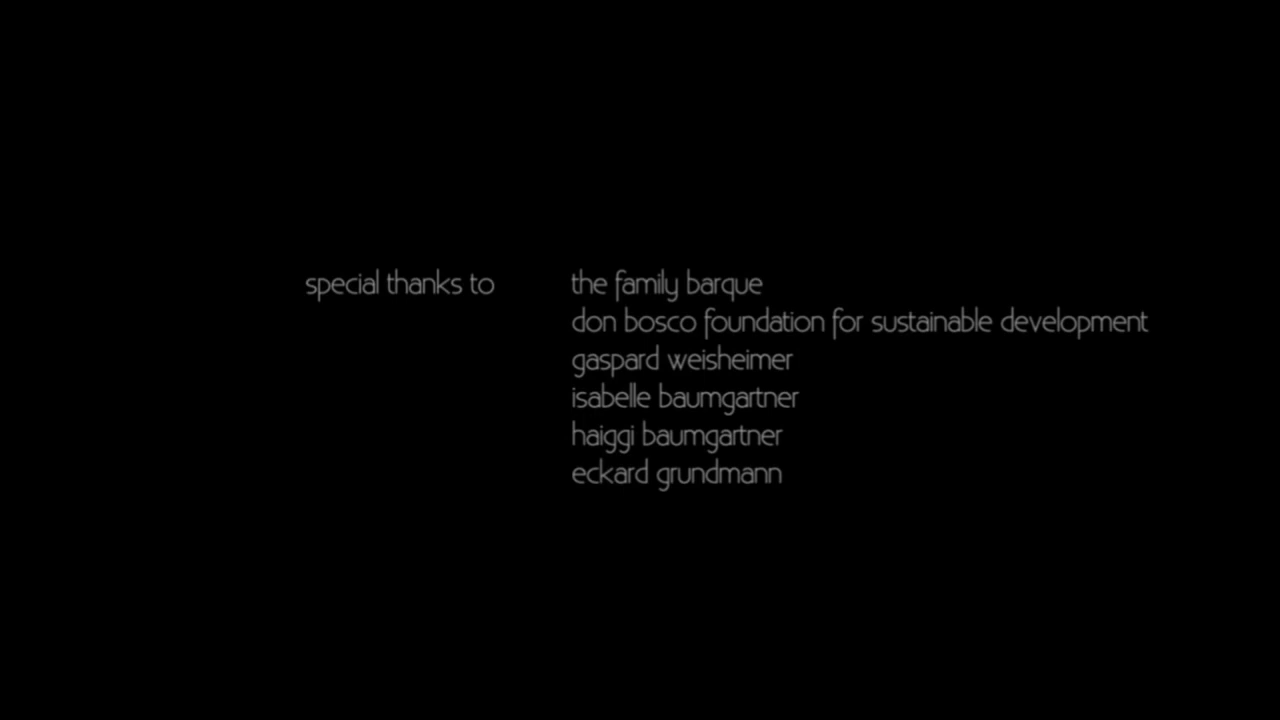 special thanks to the family barque
don bosco foundation for sustainable development
gaspard weisheimer
isabelle baumgartner
haiggi baumgartner
eckard grundmann